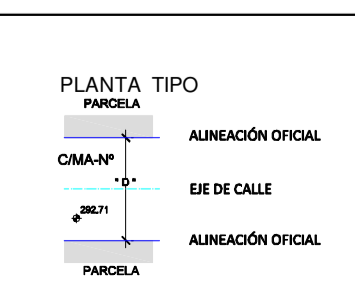 PLANTA TIPO
PARCELA
ALINEACIÓN OFICIAL
C/MA-Nº
"D"
EJE DE CALLE
292.71
ALINEACIÓN OFICIAL
PARCELA